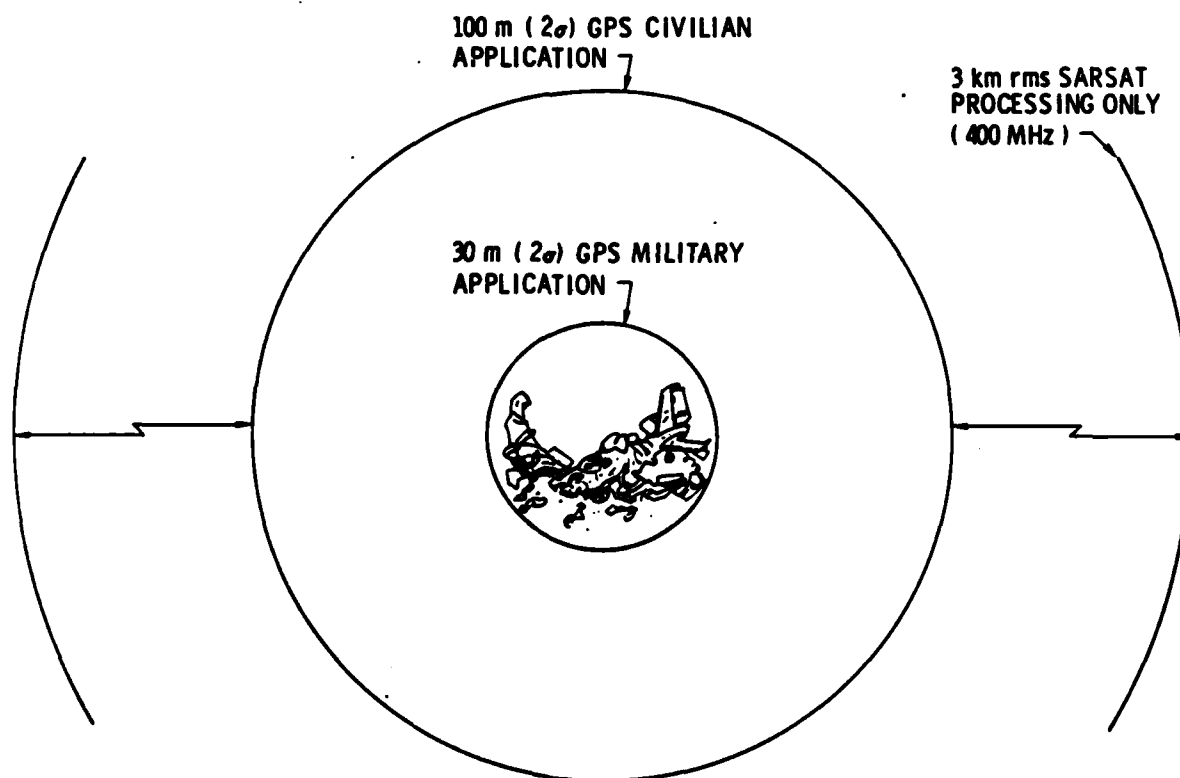 100 m (2σ) GPS CIVILIAN
APPLICATION
3 km rms SARSAT
PROCESSING ONLY
(400 MHz)
30 m (2σ) GPS MILITARY
APPLICATION